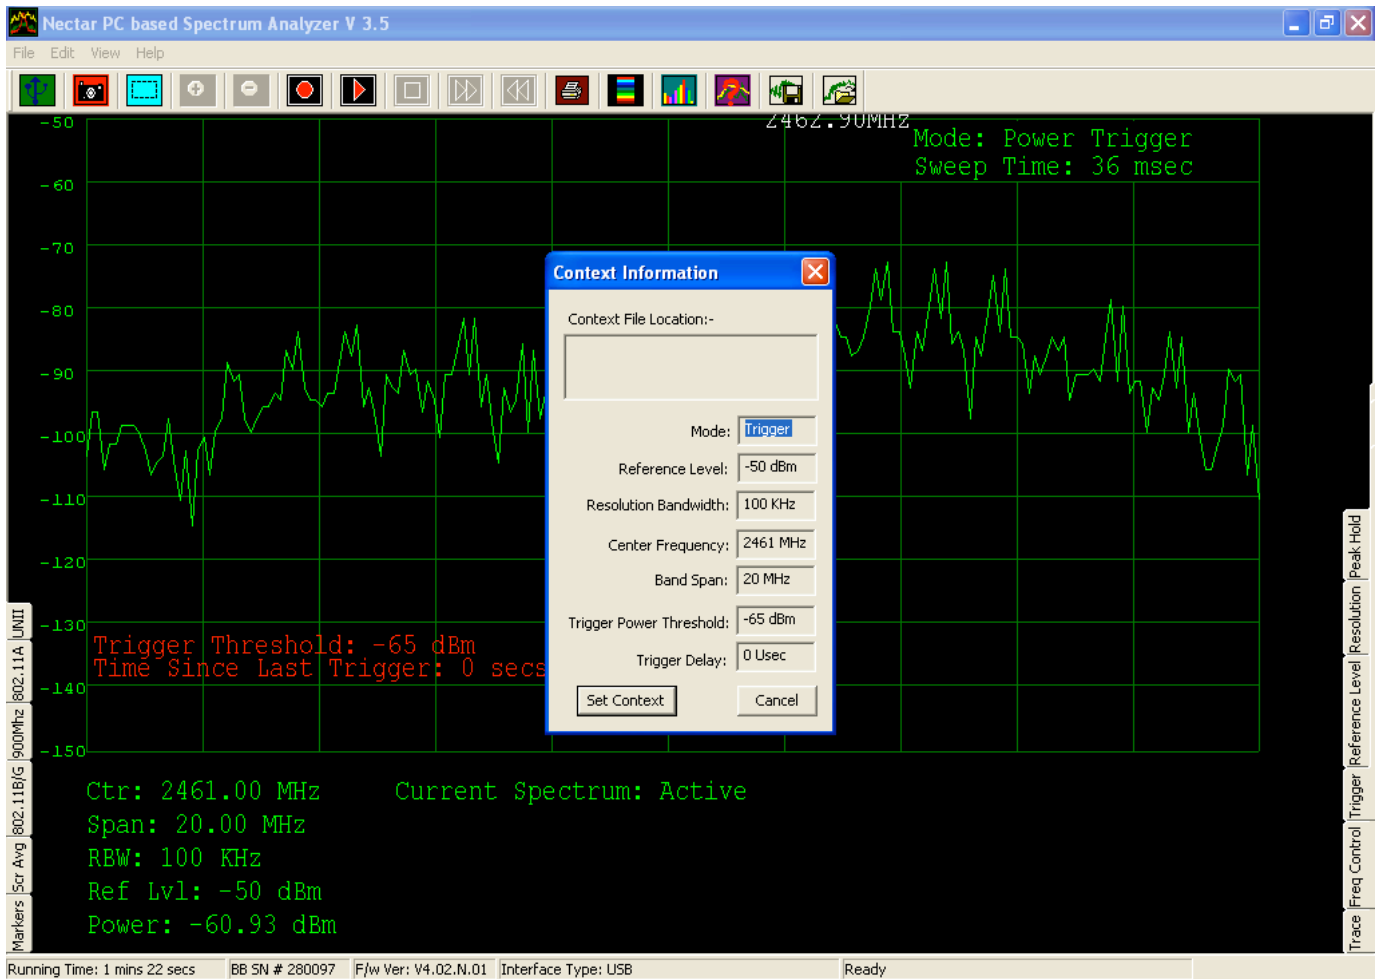 Nectar PC based Spectrum Analyzer V 3.5
File Edit View Help
2462.90MHz
Mode: Power Trigger
Sweep Time: 36 msec
-50
-60
-70
-80
-90
-100
-110
-120
-130
-140
-150
Trigger Threshold: -65 dBm
Time Since Last Trigger: 0 secs
Context Information
Context File Location:-
Mode: Trigger
Reference Level: -50 dBm
Resolution Bandwidth: 100 KHz
Center Frequency: 2461 MHz
Band Span: 20 MHz
Trigger Power Threshold: -65 dBm
Trigger Delay: 0 Usec
Set Context Cancel
UNII
802.11A
900Mhz
802.11B/G
Scr Avg
Markers
Peak Hold
Resolution
Reference Level
Trigger
Freq Control
Trace
Ctr: 2461.00 MHz Current Spectrum: Active
Span: 20.00 MHz
RBW: 100 KHz
Ref Lvl: -50 dBm
Power: -60.93 dBm
Running Time: 1 mins 22 secs BB SN # 280097 F/w Ver: V4.02.N.01 Interface Type: USB Ready